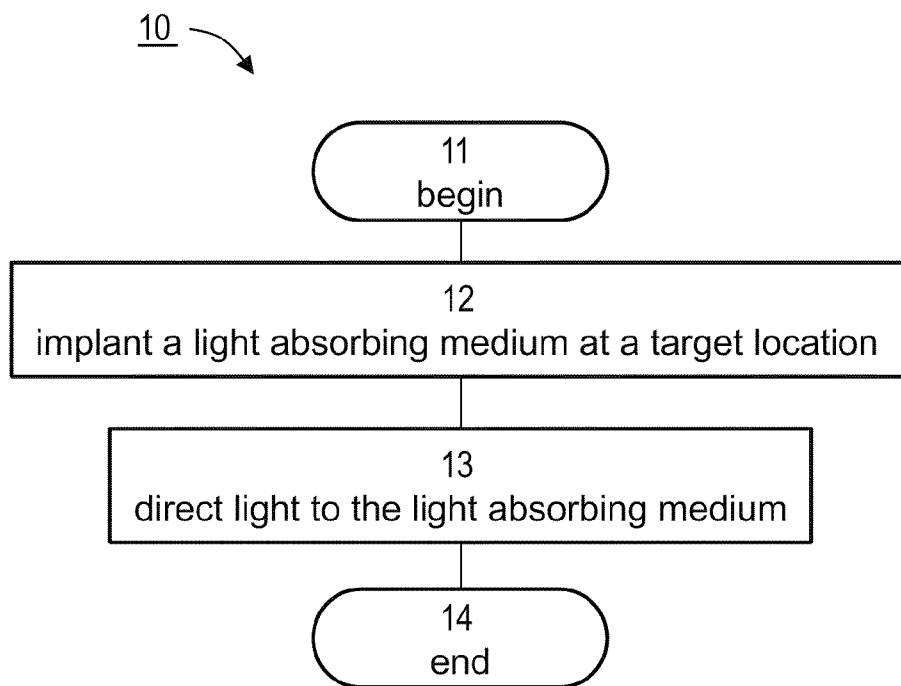 10
11
begin
12
implant a light absorbing medium at a target location
13
direct light to the light absorbing medium
14
end